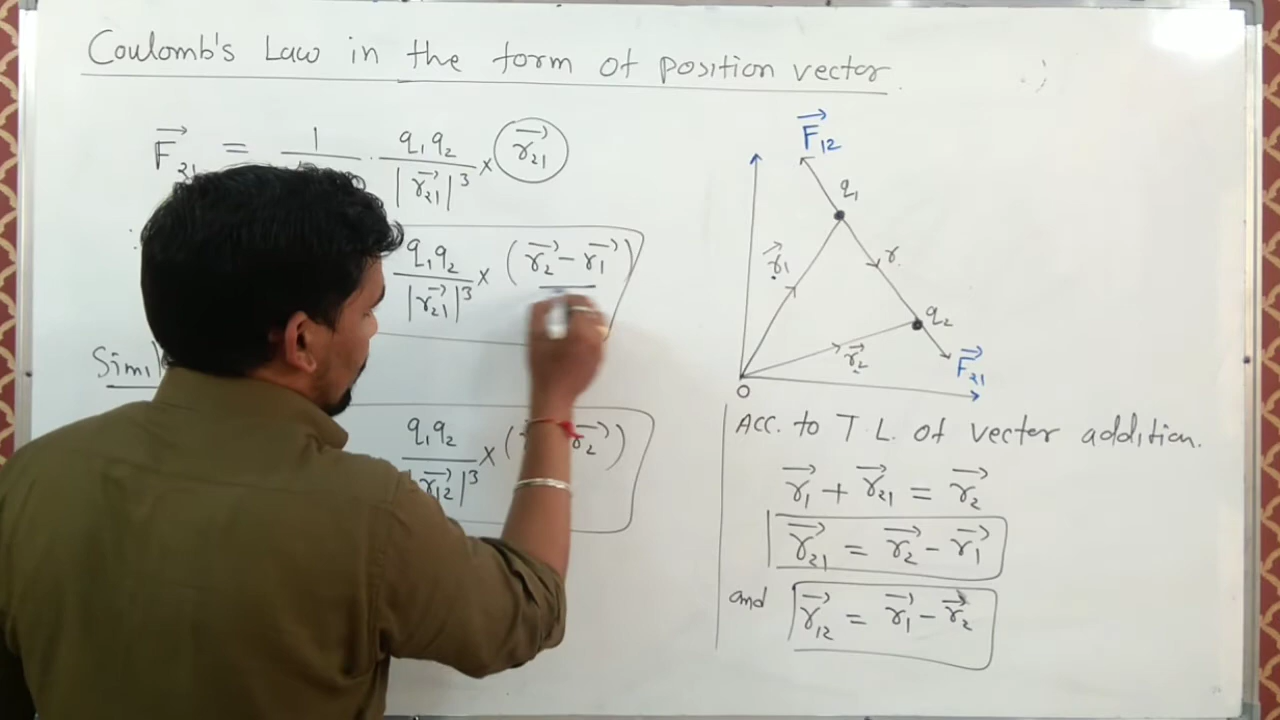 Coulomb's Law in the form of position vector.
F⃗₂₁ = 1 · q₁q₂ / |r⃗₂₁|³ × r⃗₂₁
∴ q₁q₂ / |r⃗₂₁|³ × (r⃗₂ − r⃗₁)
q₁q₂ / |r⃗₁₂|³ × ( r⃗₂)
F⃗₁₂
q₁
r⃗₁
r
q₂
r⃗₂
F⃗₂₁
O
Acc. to T.L. of vector addition.
r⃗₁ + r⃗₂₁ = r⃗₂
r⃗₂₁ = r⃗₂ − r⃗₁
and r⃗₁₂ = r⃗₁ − r⃗₂